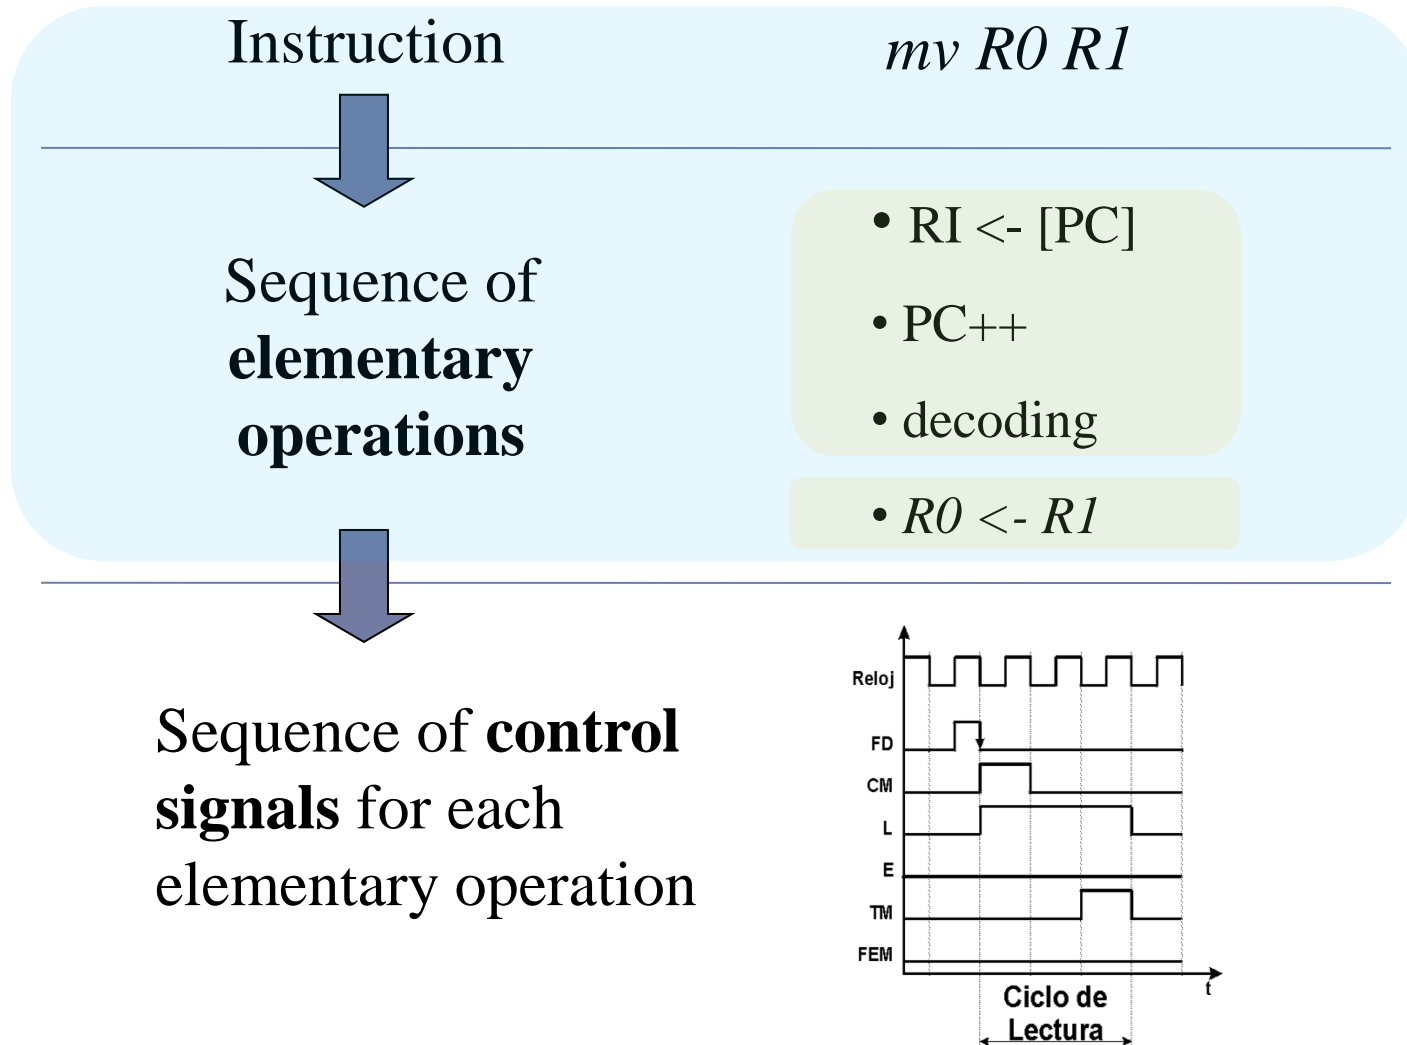 Instruction
mv R0 R1
Sequence of
elementary
operations
• RI <- [PC]
• PC++
• decoding
• R0 <- R1
Sequence of control
signals for each
elementary operation
Reloj
FD
CM
L
E
TM
FEM
t
Ciclo de
Lectura